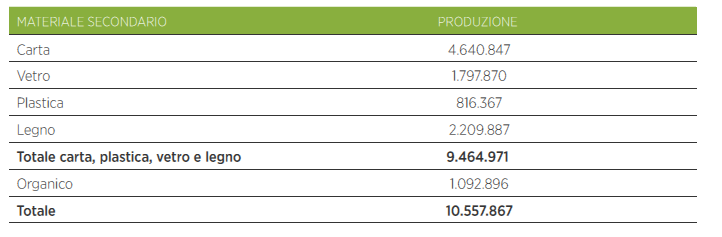 MATERIALE SECONDARIO PRODUZIONE
Carta 4.640.847
Vetro 1.797.870
Plastica 816.367
Legno 2.209.887
Totale carta, plastica, vetro e legno 9.464.971
Organico 1.092.896
Totale 10.557.867